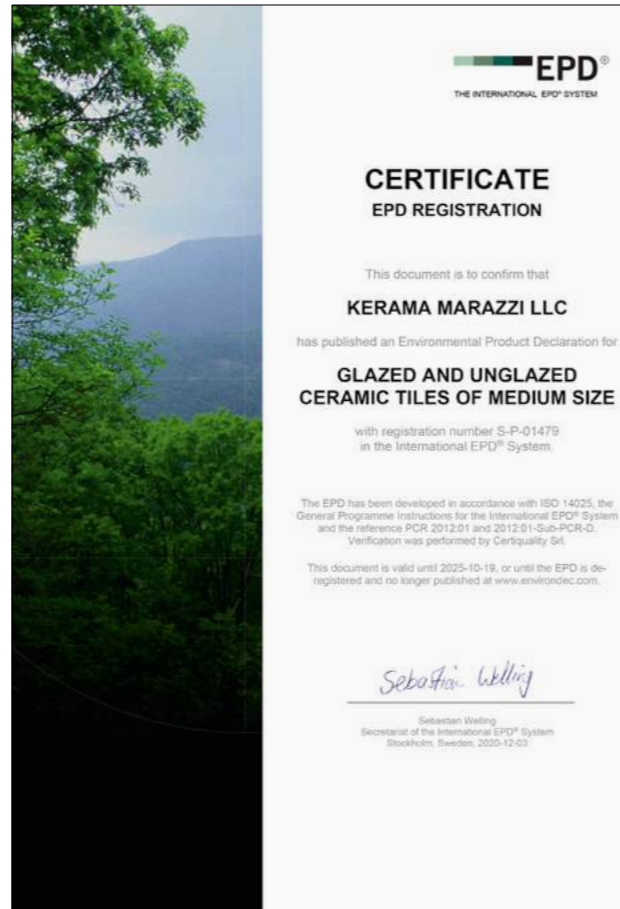 EPD®
THE INTERNATIONAL EPD® SYSTEM
CERTIFICATE
EPD REGISTRATION
This document is to confirm that
KERAMA MARAZZI LLC
has published an Environmental Product Declaration for
GLAZED AND UNGLAZED
CERAMIC TILES OF MEDIUM SIZE
with registration number S-P-01479
in the International EPD® System.
The EPD has been developed in accordance with ISO 14025, the
General Programme Instructions for the International EPD® System
and the reference PCR 2012:01 and 2012:01-Sub-PCR-D.
Verification was performed by Certiquality Srl.
This document is valid until 2025-10-19, or until the EPD is de-
registered and no longer published at www.environdec.com.
Sebastian Welling
Sebastian Welling
Secretariat of the International EPD® System
Stockholm, Sweden, 2020-12-03